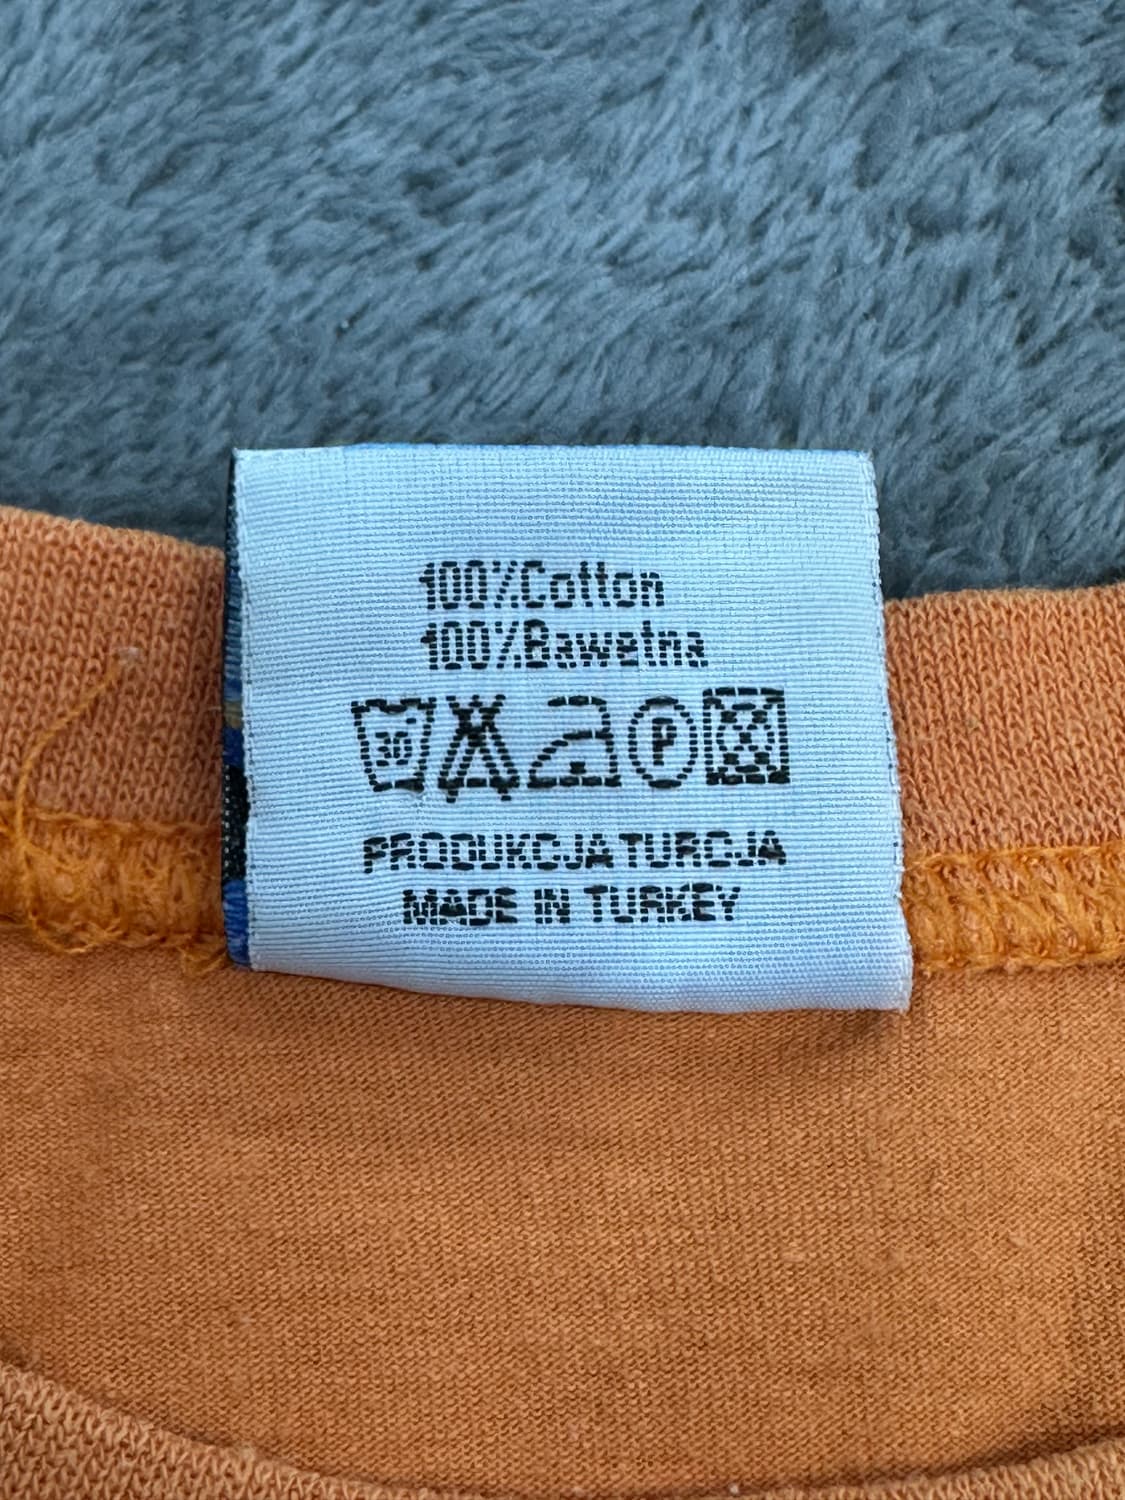 100%Cotton
100%Bawełna
30 P
PRODUKCJA TURCJA
MADE IN TURKEY